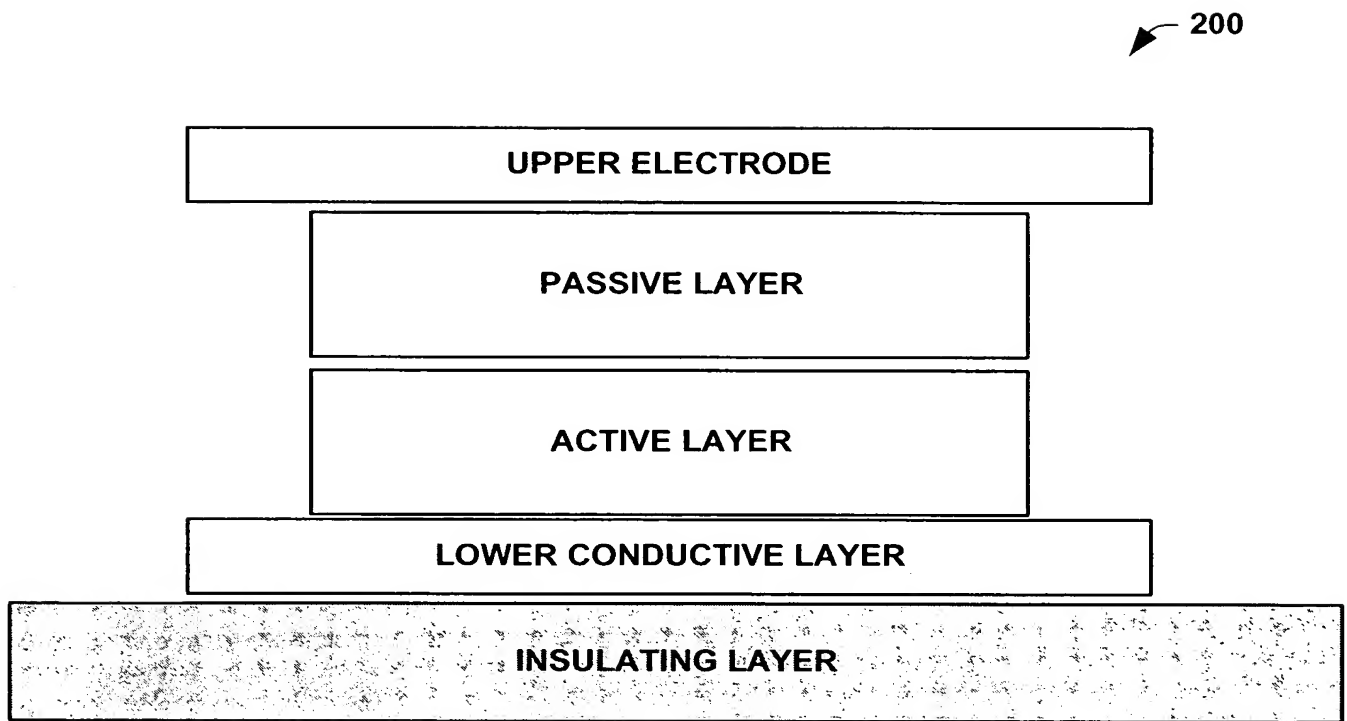 200
UPPER ELECTRODE
PASSIVE LAYER
ACTIVE LAYER
LOWER CONDUCTIVE LAYER
INSULATING LAYER